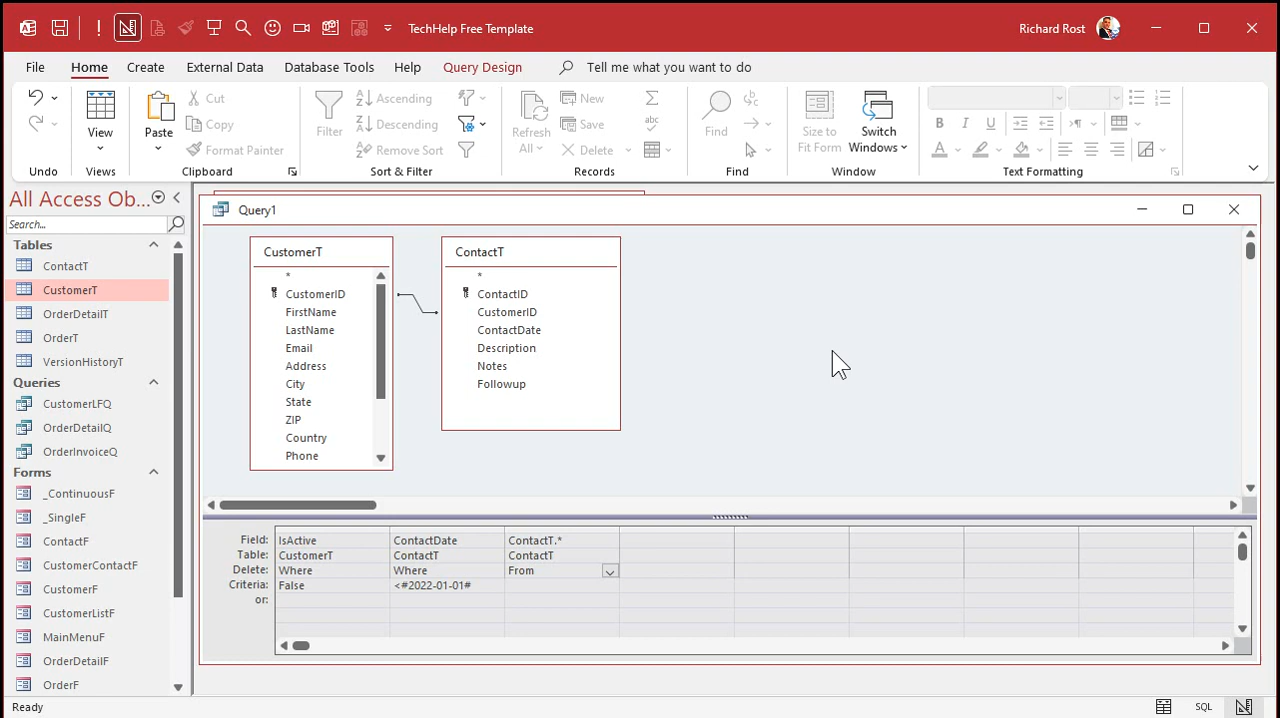 TechHelp Free Template
Richard Rost
File Home Create External Data Database Tools Help Query Design Tell me what you want to do
View
Paste
Cut
Copy
Format Painter
Filter
Ascending
Descending
Remove Sort
Refresh All
New
Save
Delete
Find
Size to Fit Form
Switch Windows
B I U
Undo Views Clipboard Sort & Filter Records Find Window Text Formatting
All Access Ob...
Search...
Tables
ContactT
CustomerT
OrderDetailT
OrderT
VersionHistoryT
Queries
CustomerLFQ
OrderDetailQ
OrderInvoiceQ
Forms
_ContinuousF
_SingleF
ContactF
CustomerContactF
CustomerF
CustomerListF
MainMenuF
OrderDetailF
OrderF
Query1
CustomerT
*
CustomerID
FirstName
LastName
Email
Address
City
State
ZIP
Country
Phone
ContactT
*
ContactID
CustomerID
ContactDate
Description
Notes
Followup
Field: IsActive ContactDate ContactT.*
Table: CustomerT ContactT ContactT
Delete: Where Where From
Criteria: False <#2022-01-01#
or:
Ready
SQL